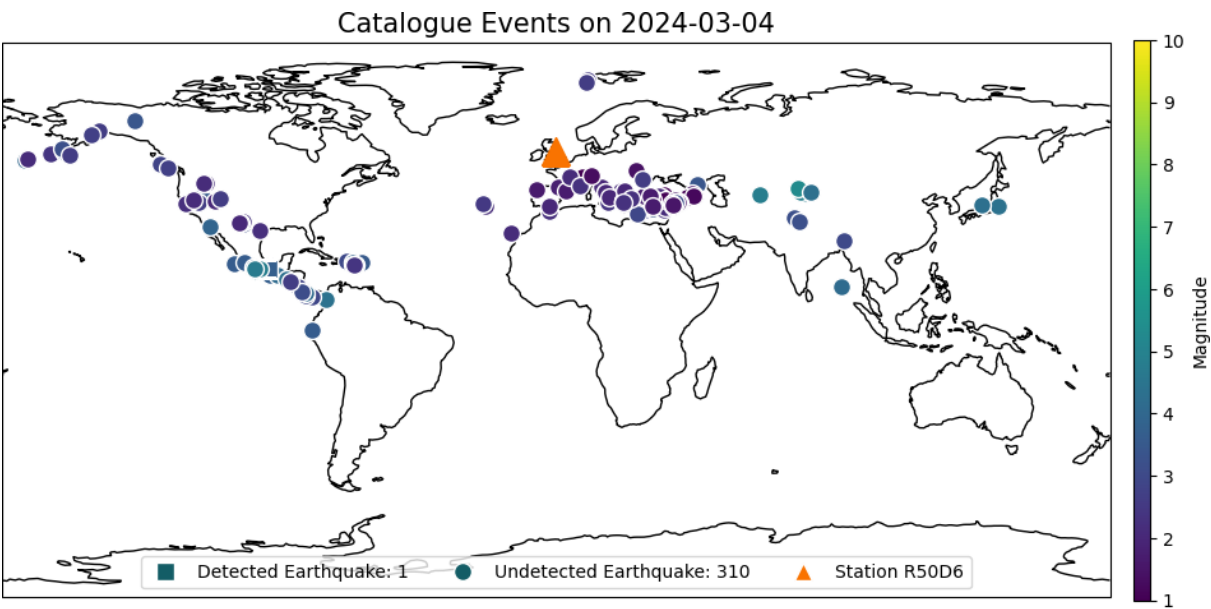 Catalogue Events on 2024-03-04
10
9
8
7
6
5
4
3
2
1
Magnitude
Detected Earthquake: 1
Undetected Earthquake: 310
Station R50D6